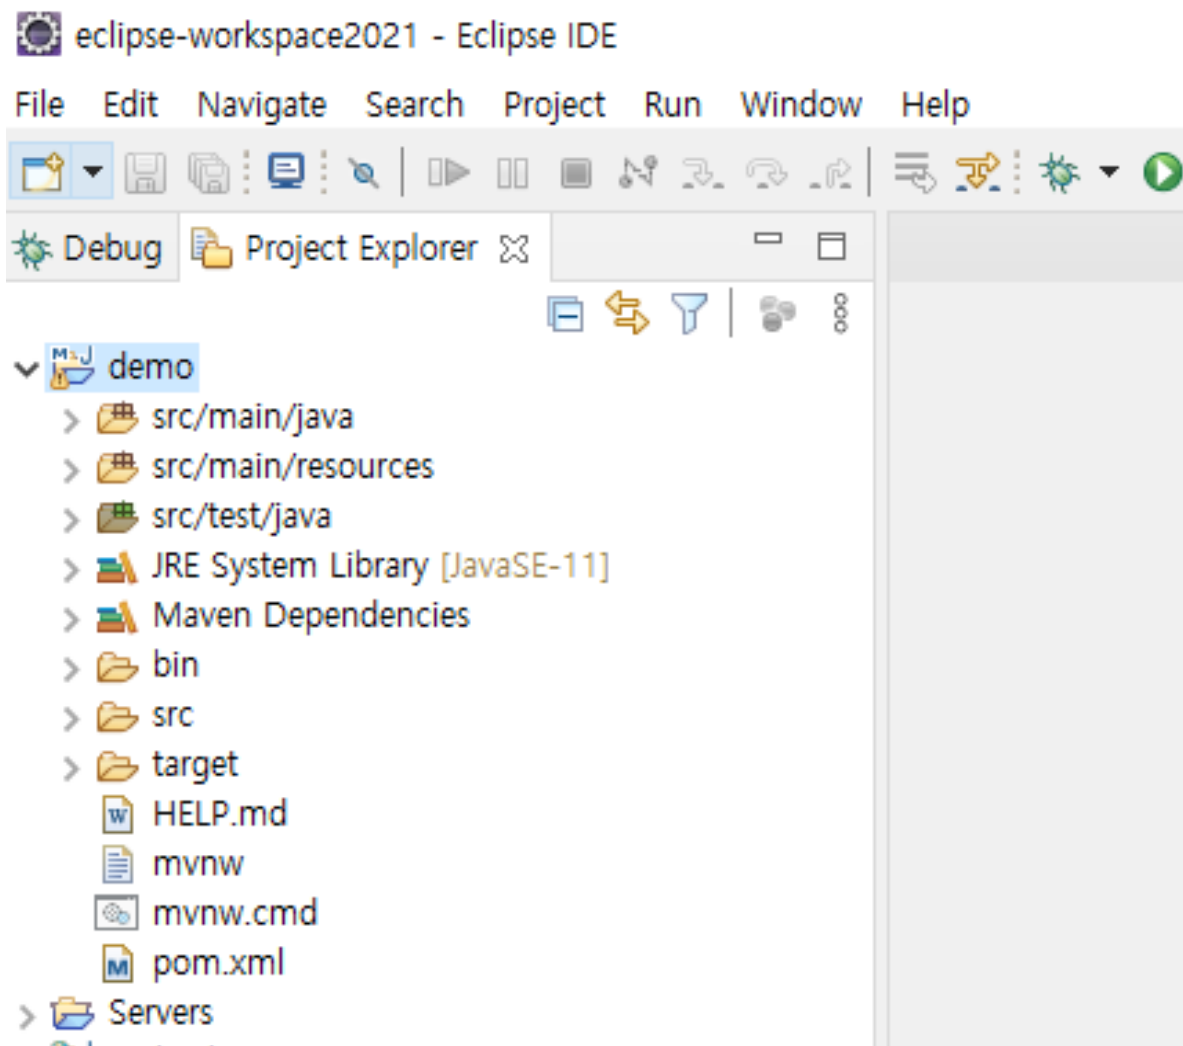 eclipse-workspace2021 - Eclipse IDE
File Edit Navigate Search Project Run Window Help
Debug Project Explorer
demo
src/main/java
src/main/resources
src/test/java
JRE System Library [JavaSE-11]
Maven Dependencies
bin
src
target
HELP.md
mvnw
mvnw.cmd
pom.xml
Servers